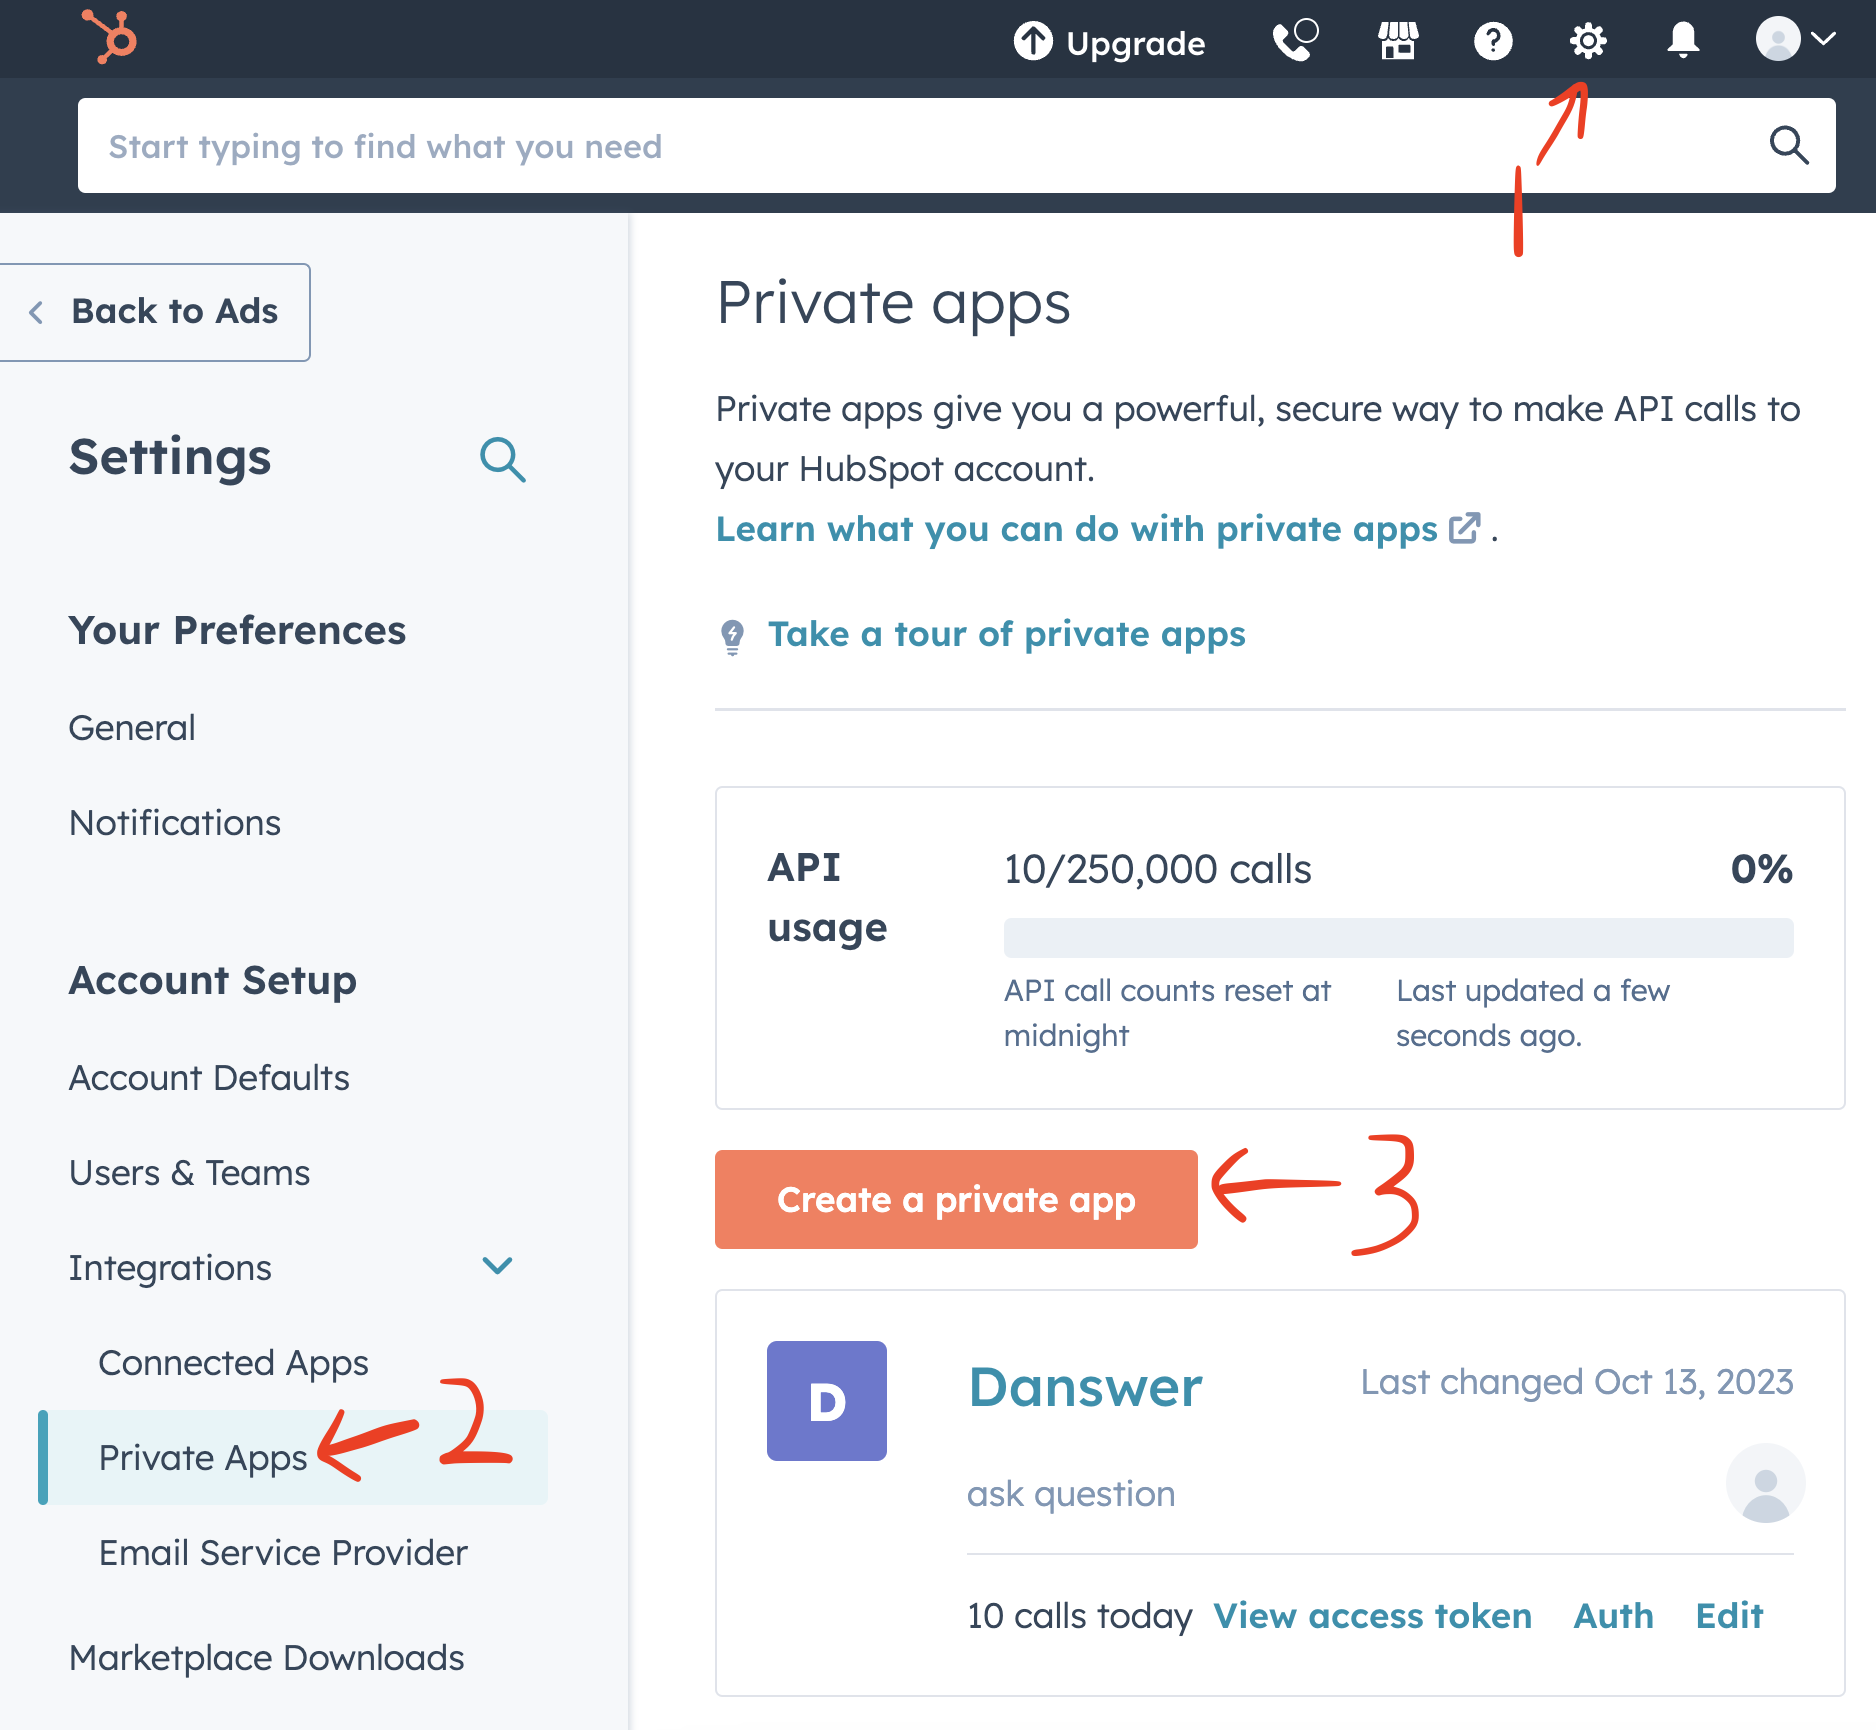 Upgrade
Start typing to find what you need
1
Back to Ads
Settings
Your Preferences
General
Notifications
Account Setup
Account Defaults
Users & Teams
Integrations
Connected Apps
Private Apps
2
Email Service Provider
Marketplace Downloads
Private apps
Private apps give you a powerful, secure way to make API calls to
your HubSpot account.
Learn what you can do with private apps .
Take a tour of private apps
API
usage
10/250,000 calls
0%
API call counts reset at
midnight
Last updated a few
seconds ago.
Create a private app
3
D
Danswer
Last changed Oct 13, 2023
ask question
10 calls today View access token Auth Edit